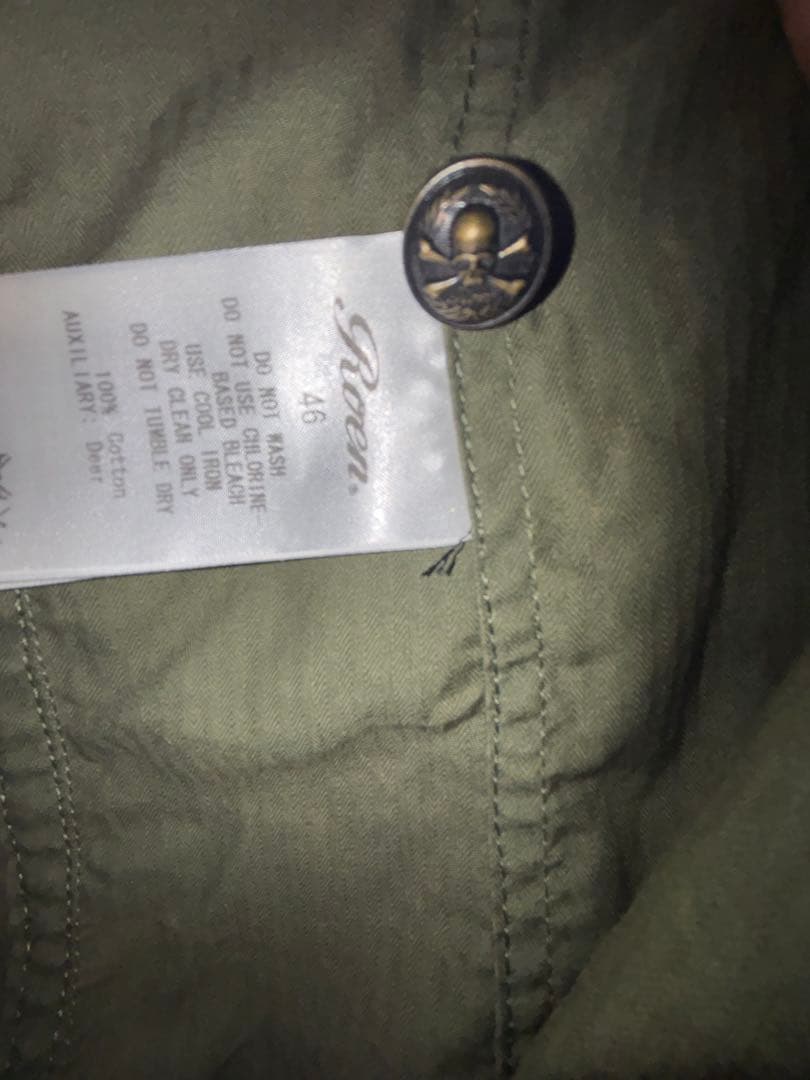 Roen
46
DO NOT WASH
DO NOT USE CHLORINE-
BASED BLEACH
USE COOL IRON
DRY CLEAN ONLY
DO NOT TUMBLE DRY
100% Cotton
AUXILIARY: Deer